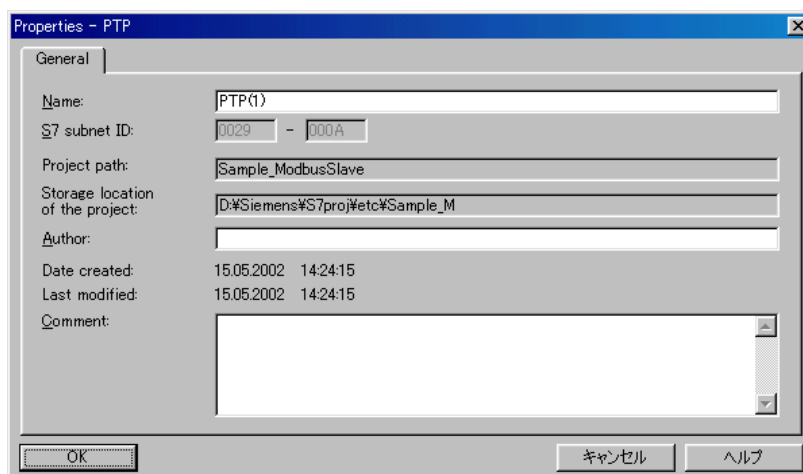 Properties - PTP
General
Name: PTP(1)
S7 subnet ID: 0029 - 000A
Project path: Sample_ModbusSlave
Storage location
of the project: D:¥Siemens¥S7proj¥etc¥Sample_M
Author:
Date created: 15.05.2002 14:24:15
Last modified: 15.05.2002 14:24:15
Comment:
OK キャンセル ヘルプ